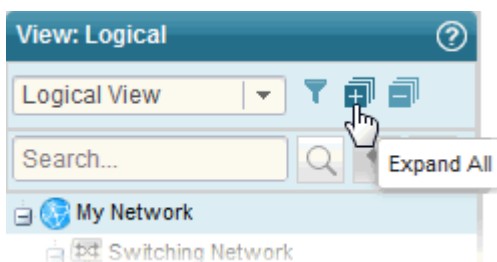 View: Logical
Logical View
Search...
Expand All
My Network
Switching Network